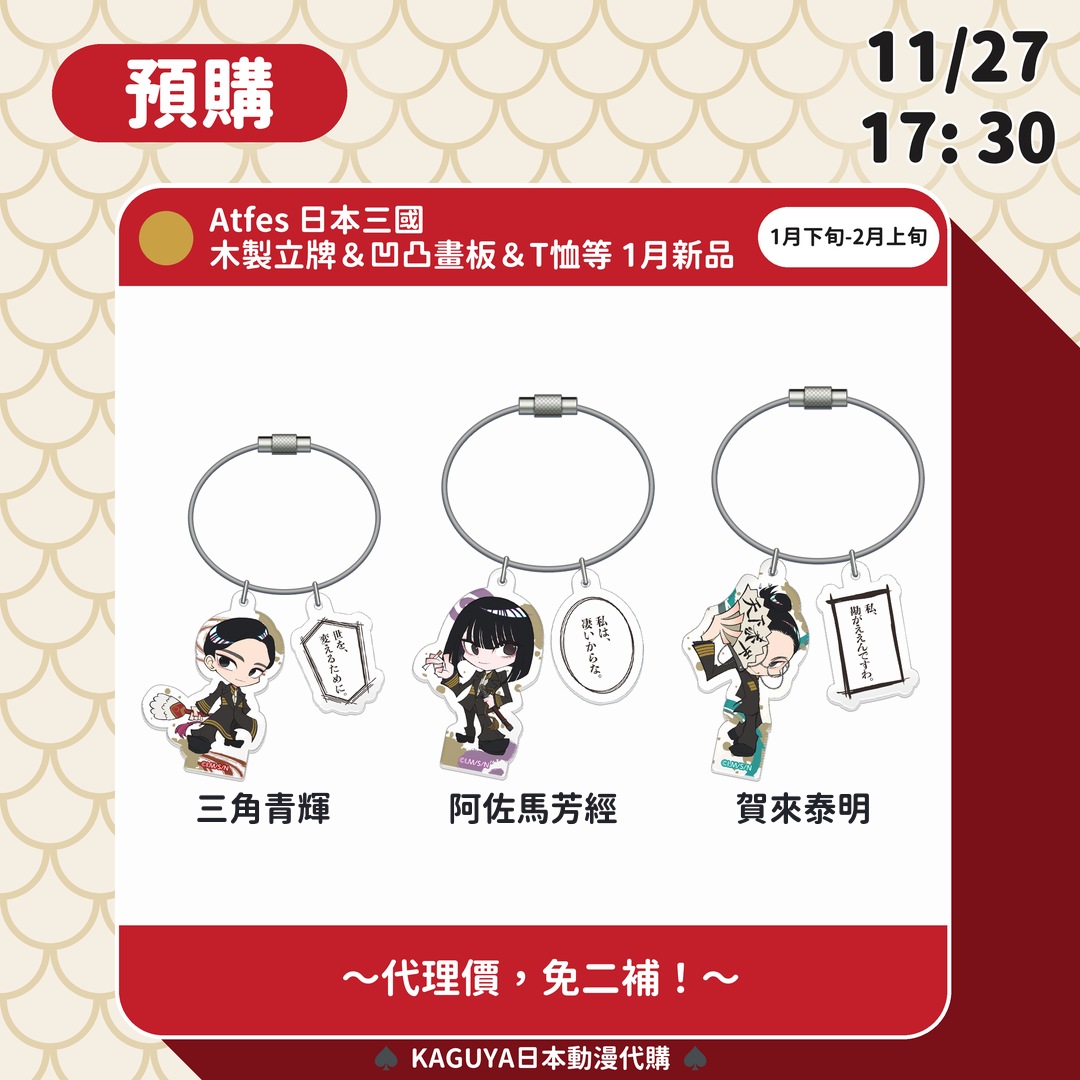 預購
11/27
17:30
Atfes 日本三國
木製立牌&凹凸畫板&T恤等 1月新品
1月下旬-2月上旬
世を、
変えるために。
私は、
凄いからな。
私、
勘がええんですわ。
©I,M/S/N
©I,M/S/N
©I,M/S/N
三角青輝
阿佐馬芳經
賀來泰明
～代理價，免二補！～
♠ KAGUYA日本動漫代購 ♠